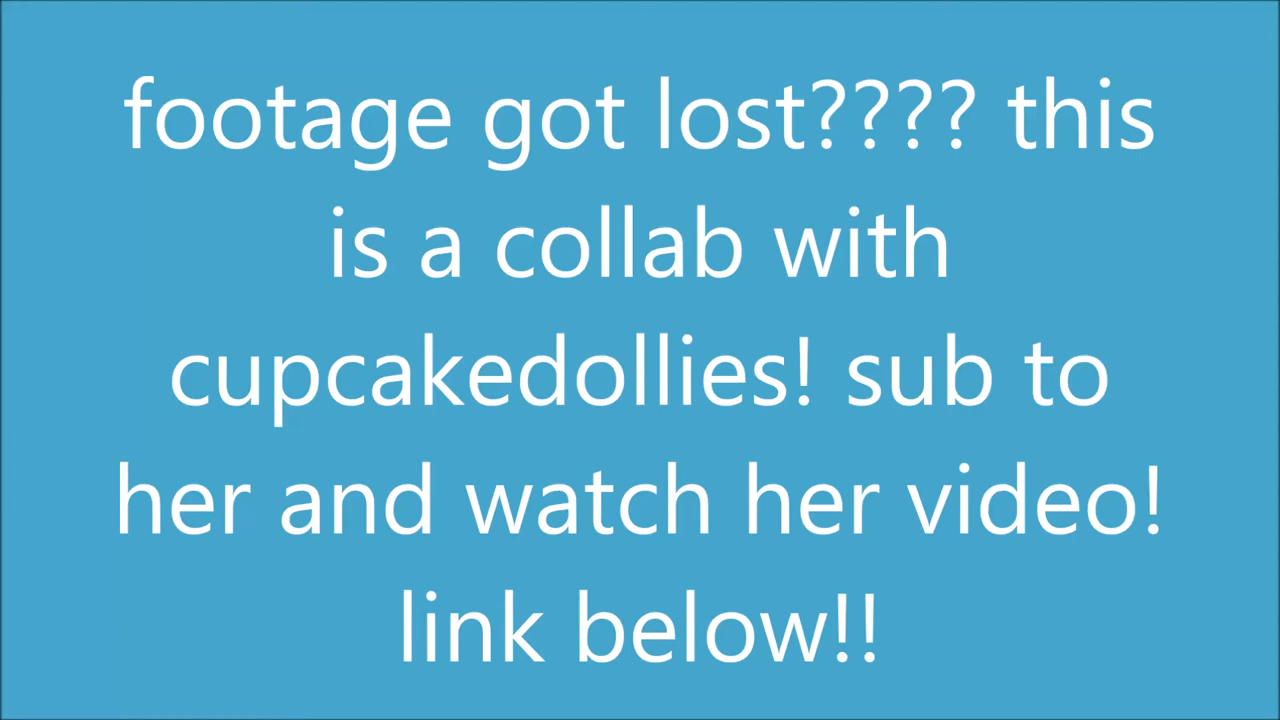 footage got lost???? this
is a collab with
cupcakedollies! sub to
her and watch her video!
link below!!